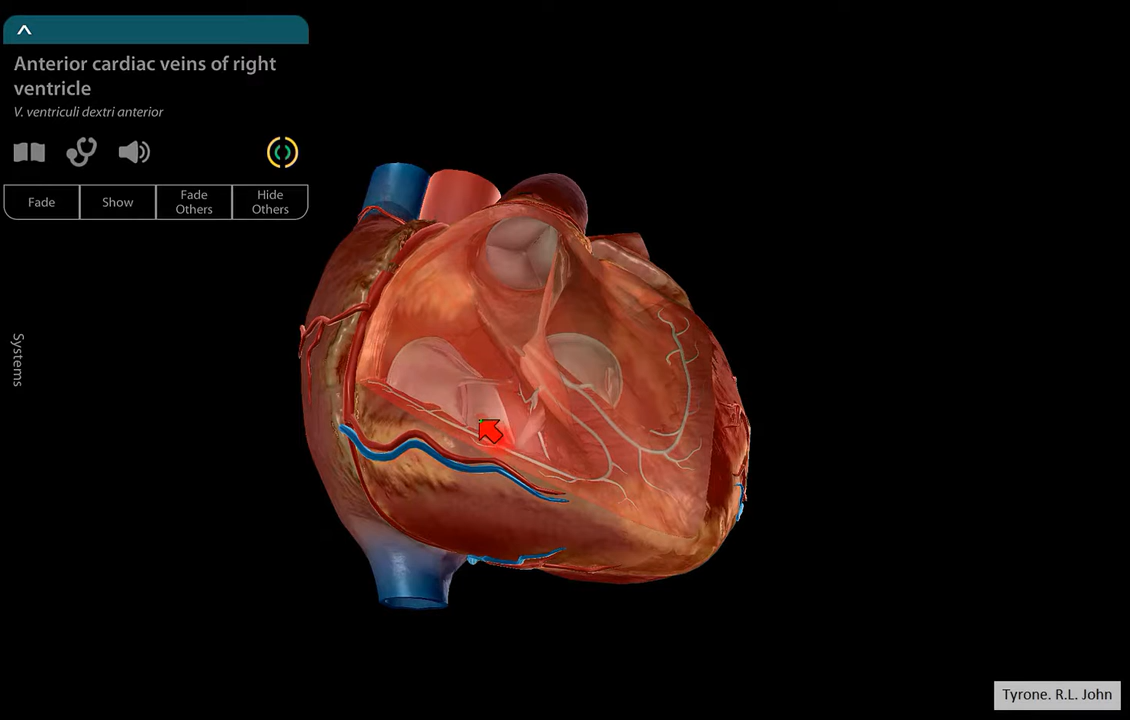 Anterior cardiac veins of right
ventricle
V. ventriculi dextri anterior
Fade
Show
Fade
Others
Hide
Others
Systems
Tyrone. R.L. John